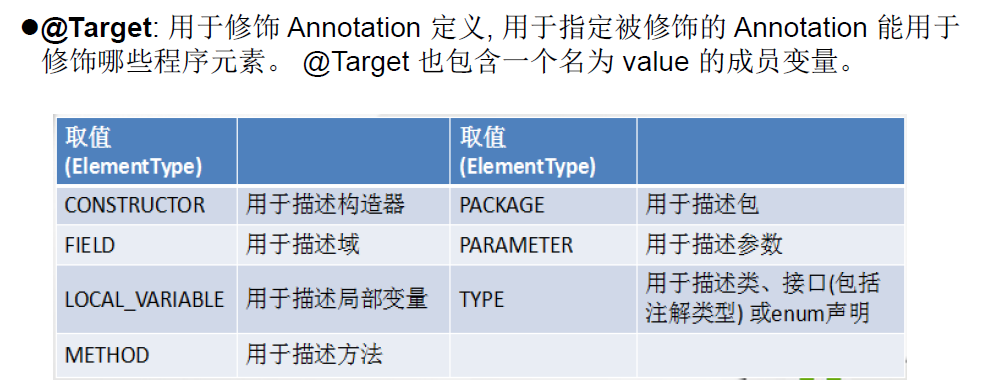 ●@Target: 用于修饰 Annotation 定义, 用于指定被修饰的 Annotation 能用于
修饰哪些程序元素。 @Target 也包含一个名为 value 的成员变量。
取值
(ElementType)
取值
(ElementType)
CONSTRUCTOR 用于描述构造器 PACKAGE 用于描述包
FIELD 用于描述域 PARAMETER 用于描述参数
LOCAL_VARIABLE 用于描述局部变量 TYPE 用于描述类、接口(包括
注解类型) 或enum声明
METHOD 用于描述方法